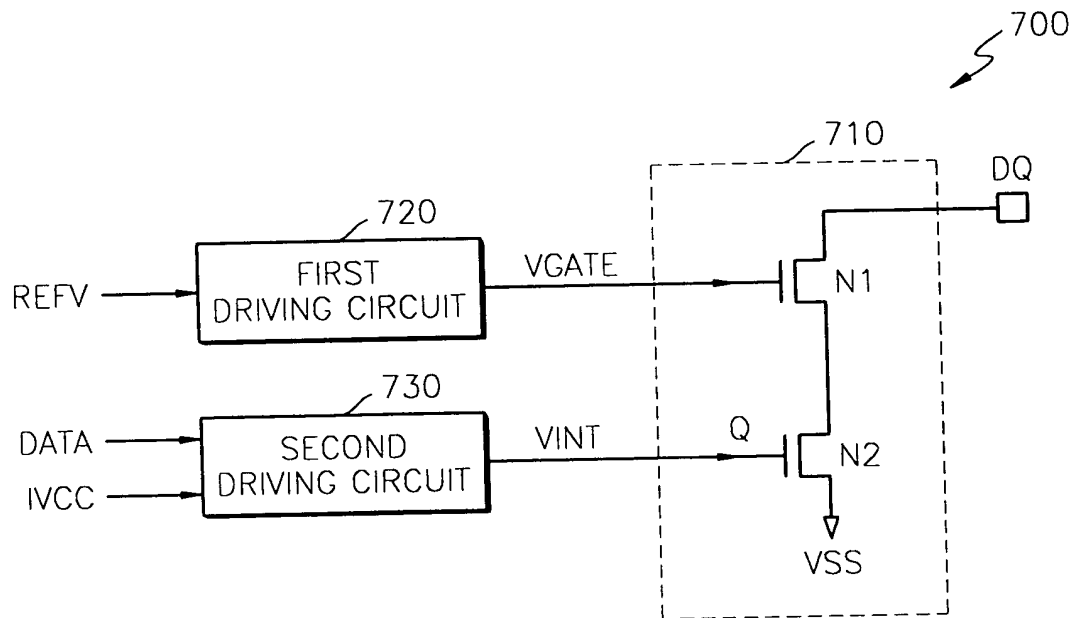 700
710
DQ
720
FIRST
DRIVING CIRCUIT
REFV
VGATE
N1
730
SECOND
DRIVING CIRCUIT
DATA
IVCC
VINT
Q
N2
VSS